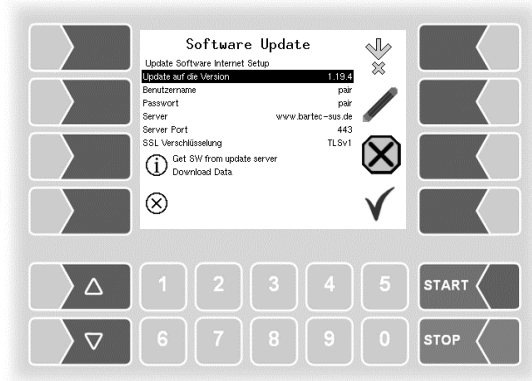 Software Update
Update Software Internet Setup
Update auf die Version 1.19.4
Benutzername pair
Passwort pair
Server www.bartec-sus.de
Server Port 443
SSL Verschlüsselung TLSv1
Get SW from update server
Download Data
1 2 3 4 5 START
6 7 8 9 0 STOP